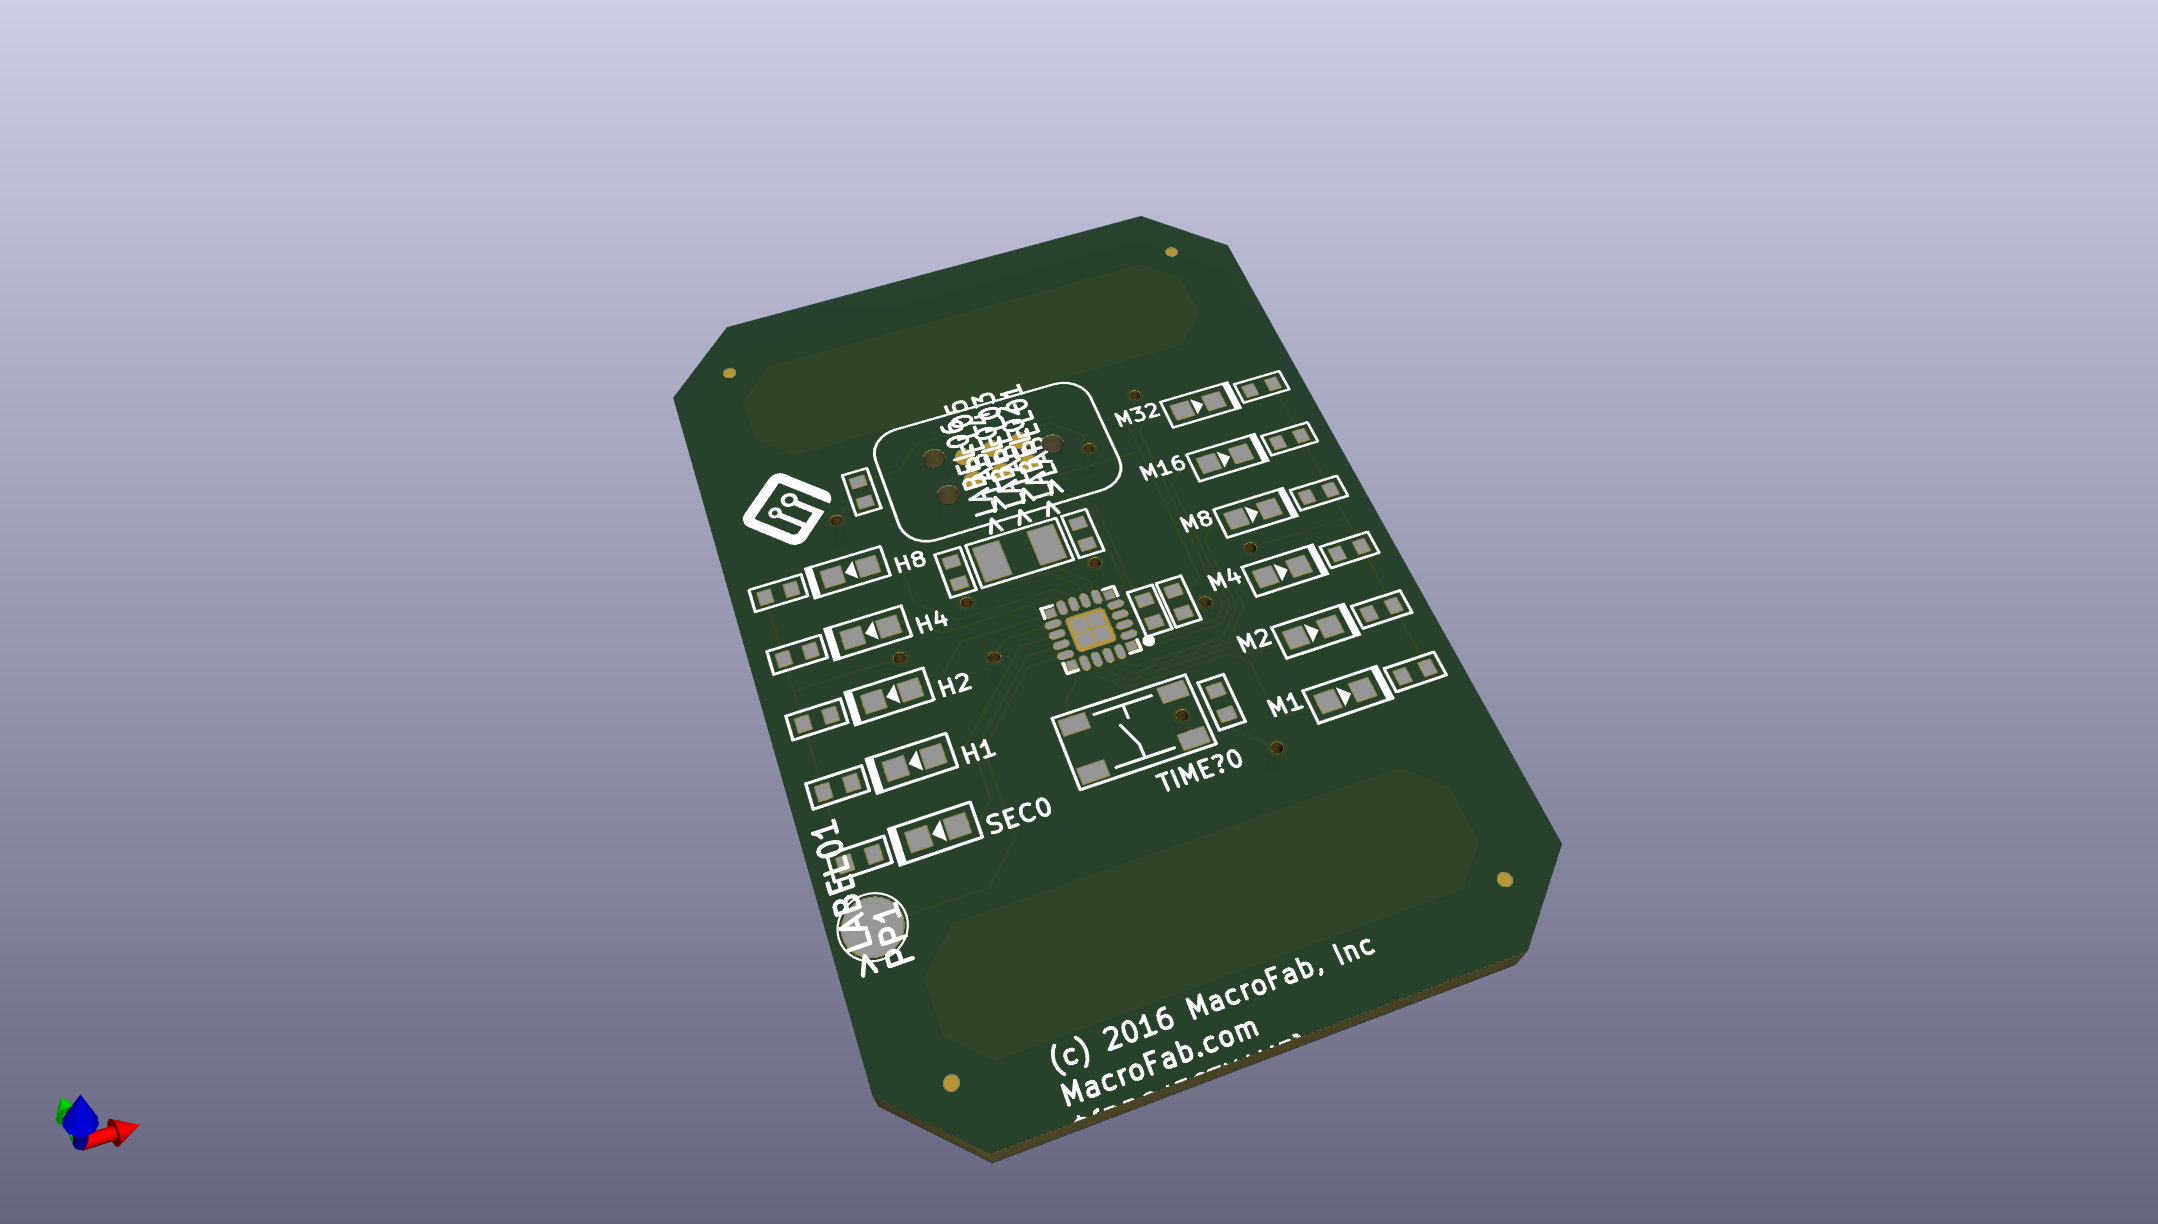 M32
M16
M8
M4
M2
M1
H8
H4
H2
H1
SEC0
TIME?0
>LABEL01
PP1
(c) 2016 MacroFab, Inc
MacroFab.com